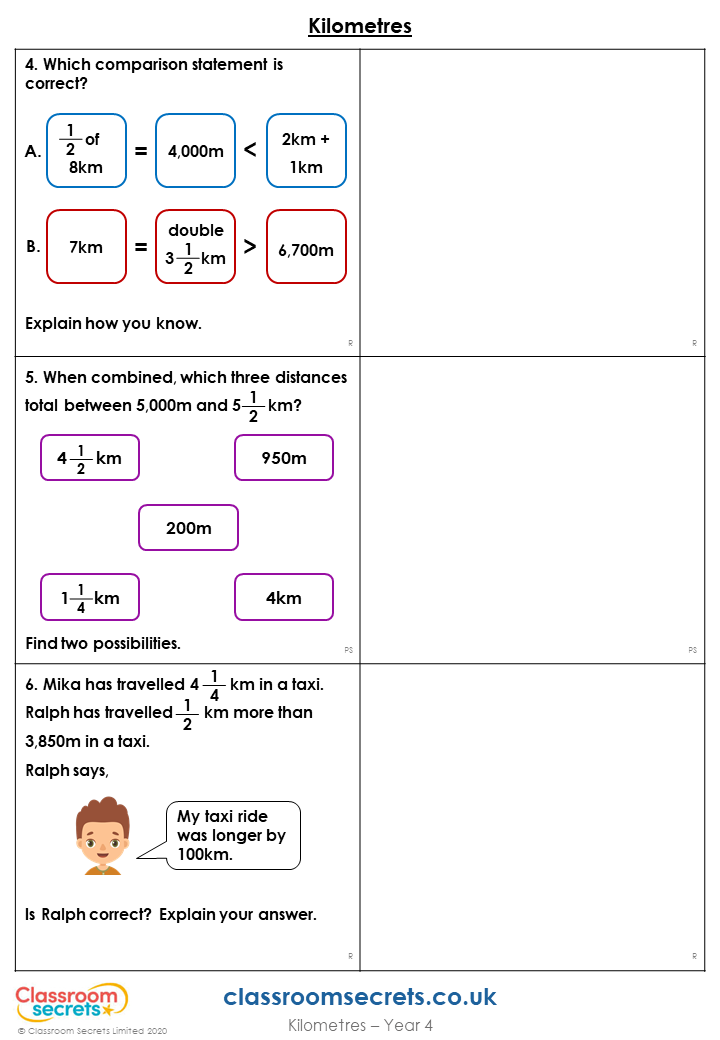 Kilometres
4. Which comparison statement is
correct?
A. 1/2 of 8km = 4,000m < 2km + 1km
B. 7km = double 3 1/2 km > 6,700m
Explain how you know.
R
R
5. When combined, which three distances
total between 5,000m and 5 1/2 km?
4 1/2 km
950m
200m
1 1/4 km
4km
Find two possibilities.
PS
PS
6. Mika has travelled 4 1/4 km in a taxi.
Ralph has travelled 1/2 km more than
3,850m in a taxi.
Ralph says,
My taxi ride
was longer by
100km.
Is Ralph correct? Explain your answer.
R
R
Classroom
secrets
© Classroom Secrets Limited 2020
classroomsecrets.co.uk
Kilometres – Year 4